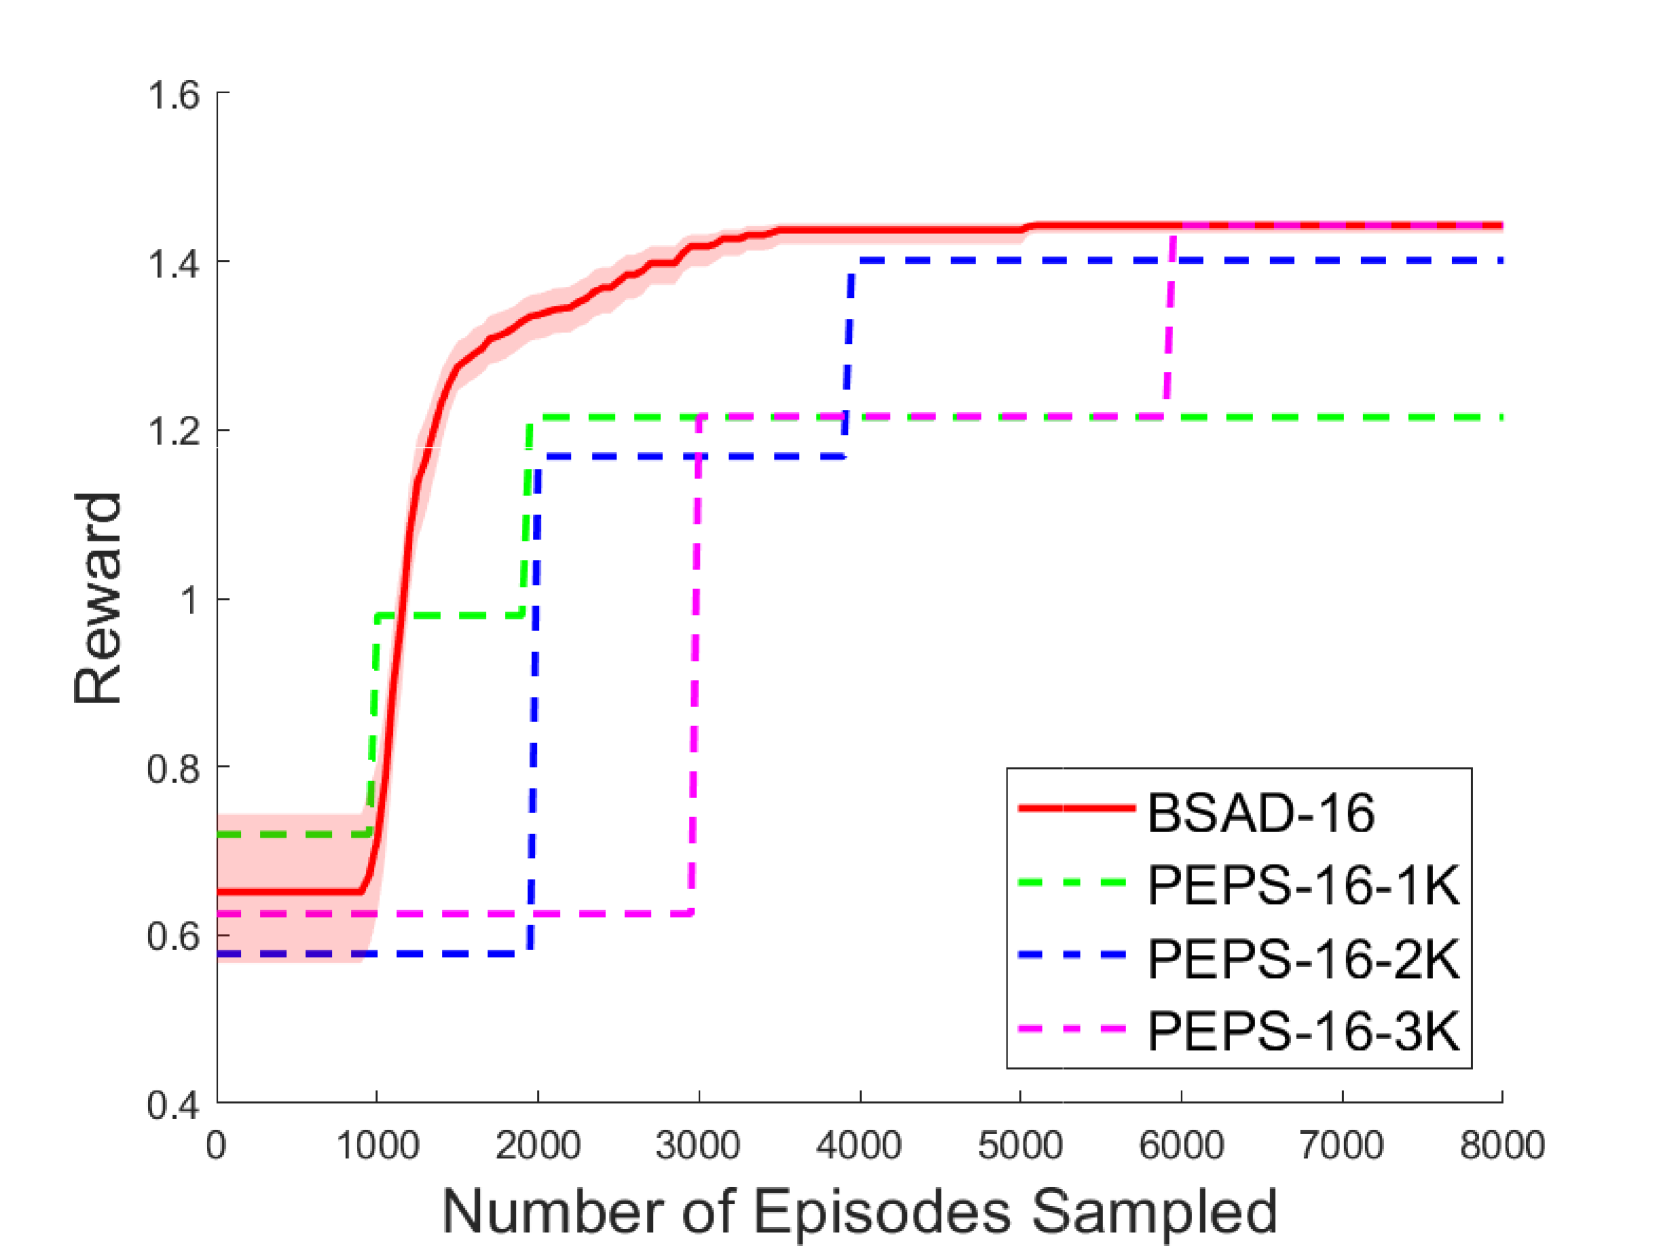 1.6
1.4
1.2
1
0.8
0.6
0.4
Reward
BSAD-16
PEPS-16-1K
PEPS-16-2K
PEPS-16-3K
0 1000 2000 3000 4000 5000 6000 7000 8000
Number of Episodes Sampled